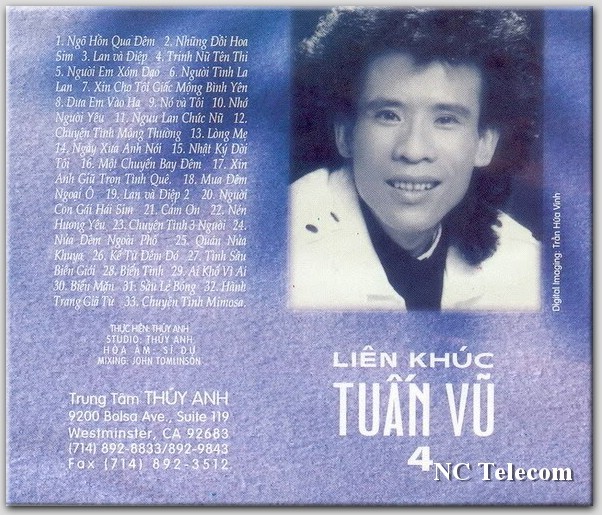 1. Ngõ Hồn Qua Đêm 2. Những Đồi Hoa
Sim 3. Lan và Điệp 4. Trinh Nữ Tên Thi
5. Người Em Xóm Đạo 6. Người Tình La
Lan 7. Xin Cho Tôi Giấc Mộng Bình Yên
8. Đưa Em Vào Hạ 9. Nó và Tôi 10. Nhớ
Người Yêu 11. Ngưu Lan Chức Nữ 12.
Chuyện Tình Mộng Thường 13. Lòng Mẹ
14. Ngày Xưa Anh Nói 15. Nhật Ký Đời
Tôi 16. Một Chuyến Bay Đêm 17. Xin
Anh Giữ Trọn Tình Quê. 18. Mưa Đêm
Ngoại Ô 19. Lan và Điệp 2 20. Người
Con Gái Hái Sim 21. Cám Ơn 22. Nén
Hương Yêu 23. Chuyện Tình 3 Người 24.
Nửa Đêm Ngoài Phố 25. Quán Nửa
Khuya 26. Kể Từ Đêm Đó 27. Tình Sầu
Biên Giới 28. Biển Tình 29. Ai Khổ Vì Ai
30. Biển Mặn 31. Sầu Lẻ Bóng 32. Hành
Trang Giã Từ 33. Chuyện Tình Mimosa.
THỰC HIỆN: THÚY ANH
STUDIO: THÚY ANH
HÒA ÂM: SĨ DỰ
MIXING: JOHN TOMLINSON
Trung Tâm THÚY ANH
9200 Bolsa Ave., Suite 119
Westminster, CA 92683
(714) 892-8833/892-9843
Fax (714) 892-3512
Digital Imaging: Trần Hứa Vinh
LIÊN KHÚC
TUẤN VŨ
4
NC Telecom